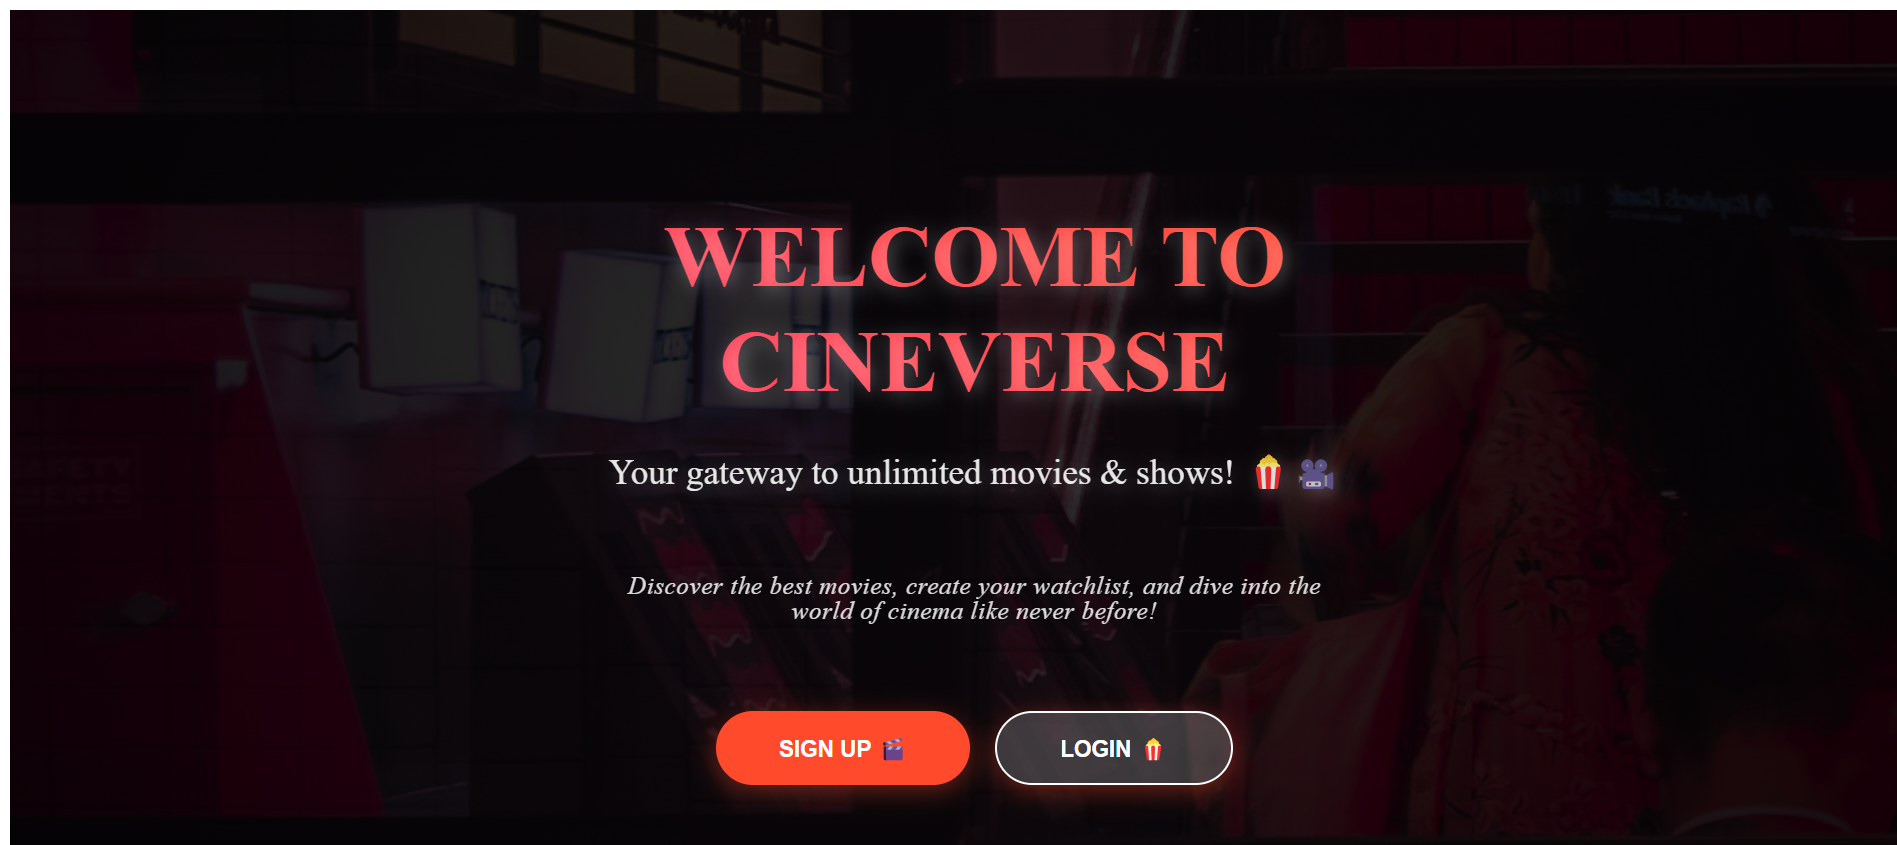 WELCOME TO
CINEVERSE
Your gateway to unlimited movies & shows! 🍿 🎥
Discover the best movies, create your watchlist, and dive into the
world of cinema like never before!
SIGN UP 🎬
LOGIN 🍿